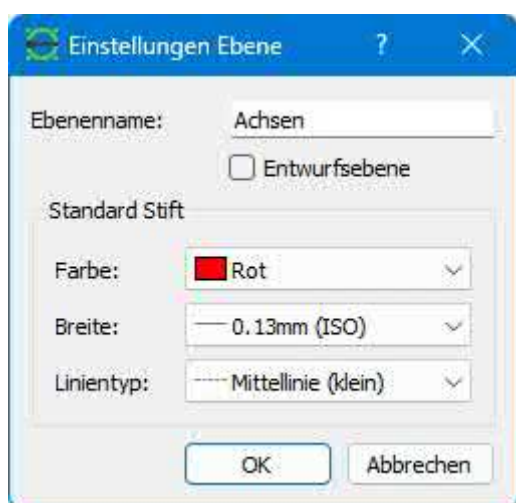 Einstellungen Ebene ?
Ebenenname: Achsen
Entwurfsebene
Standard Stift
Farbe: Rot
Breite: 0.13mm (ISO)
Linientyp: Mittellinie (klein)
OK Abbrechen